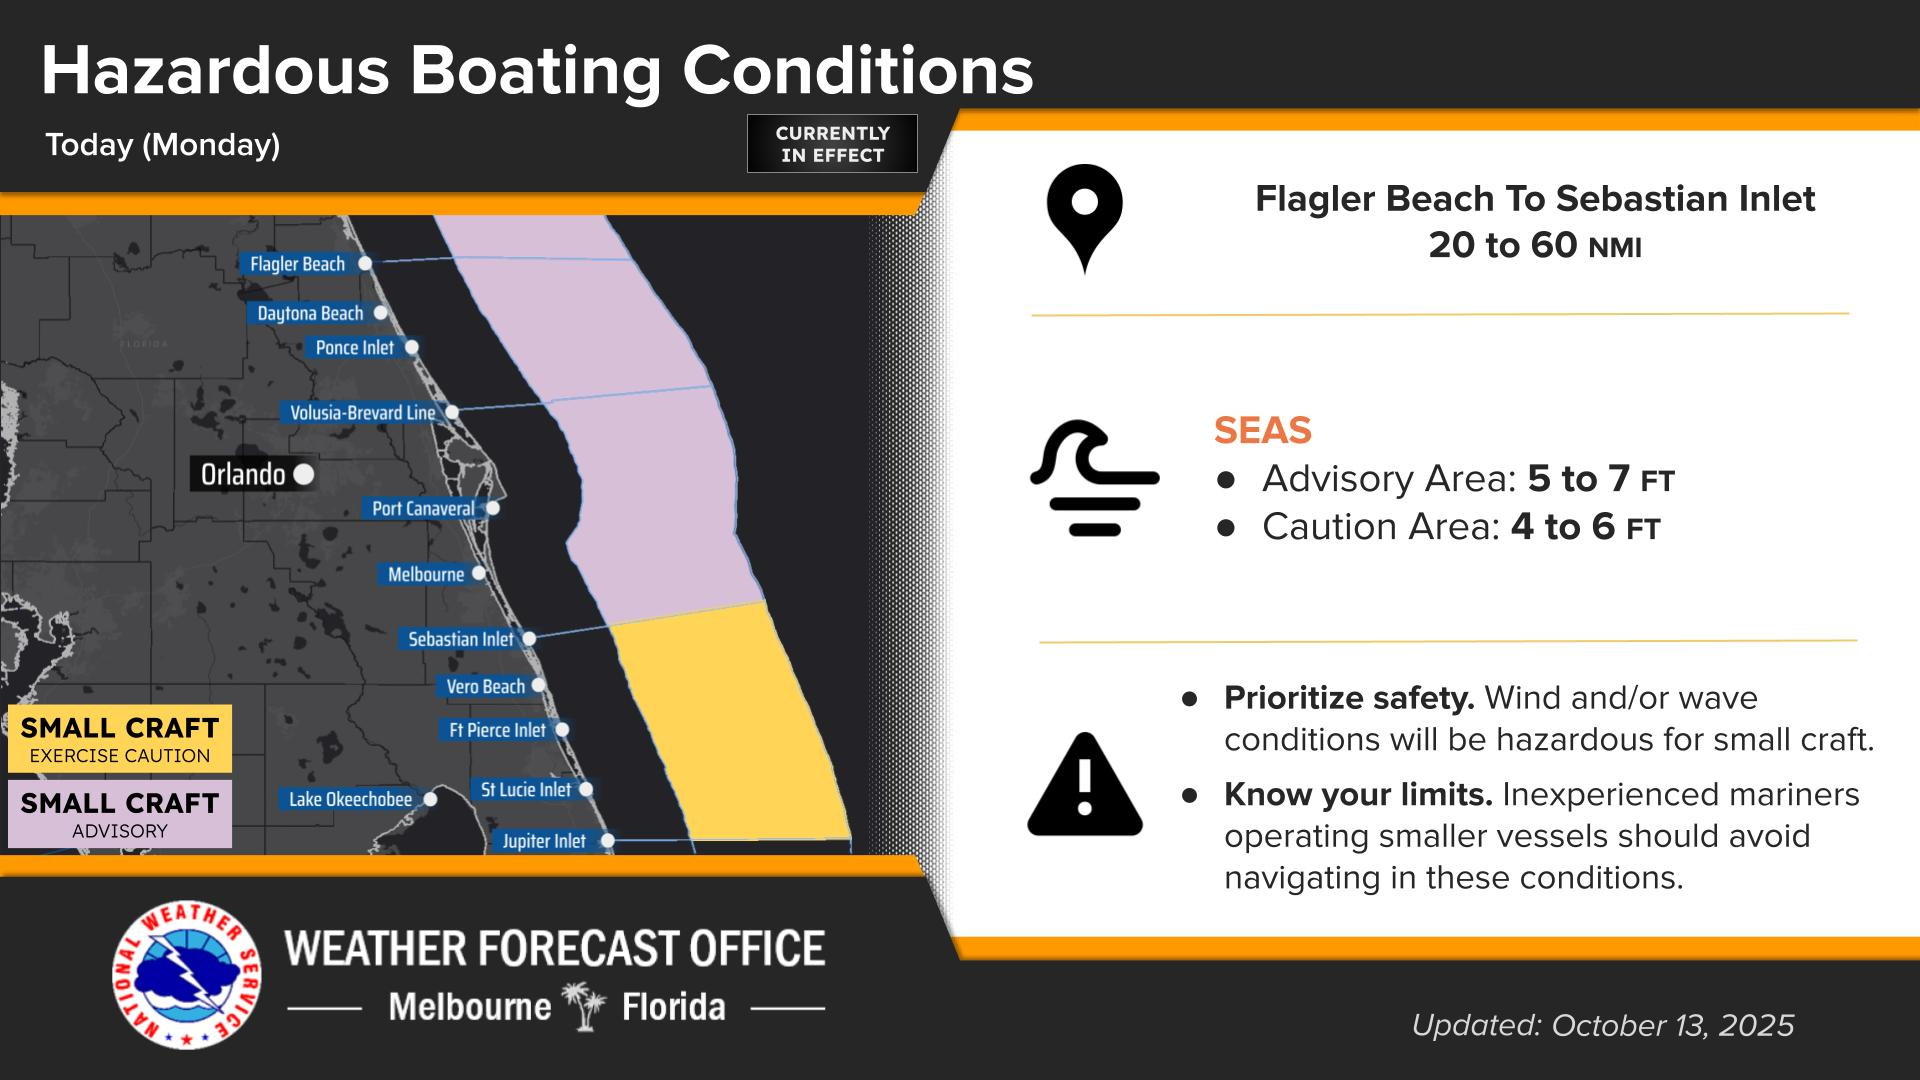 Hazardous Boating Conditions
Today (Monday)
CURRENTLY
IN EFFECT
Flagler Beach
Daytona Beach
FLORIDA
Ponce Inlet
Volusia-Brevard Line
Orlando
Port Canaveral
Melbourne
Sebastian Inlet
Vero Beach
Ft Pierce Inlet
St Lucie Inlet
Lake Okeechobee
Jupiter Inlet
SMALL CRAFT
EXERCISE CAUTION
SMALL CRAFT
ADVISORY
Flagler Beach To Sebastian Inlet
20 to 60 NMI
SEAS
● Advisory Area: 5 to 7 FT
● Caution Area: 4 to 6 FT
● Prioritize safety. Wind and/or wave
conditions will be hazardous for small craft.
● Know your limits. Inexperienced mariners
operating smaller vessels should avoid
navigating in these conditions.
NATIONAL WEATHER SERVICE
WEATHER FORECAST OFFICE
Melbourne Florida
Updated: October 13, 2025